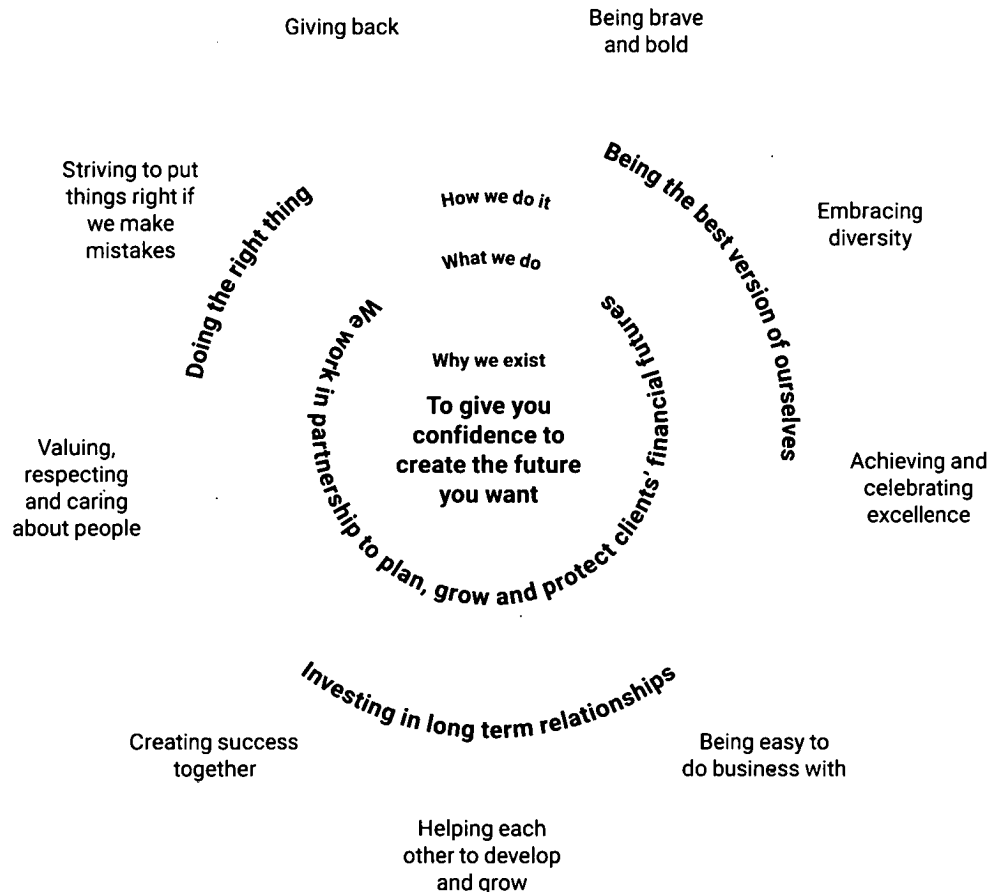 Giving back
Being brave
and bold
Striving to put
things right if
we make
mistakes
Doing the right thing
How we do it
Being the best version of ourselves
Embracing
diversity
What we do
We work in partnership to plan, grow and protect clients' financial futures
Why we exist
To give you
confidence to
create the future
you want
Valuing,
respecting
and caring
about people
Achieving and
celebrating
excellence
Investing in long term relationships
Creating success
together
Being easy to
do business with
Helping each
other to develop
and grow